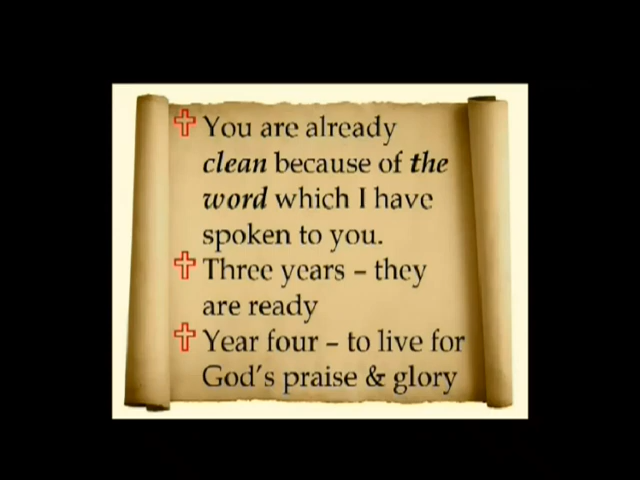 You are already
clean because of the
word which I have
spoken to you.
Three years – they
are ready
Year four – to live for
God's praise & glory